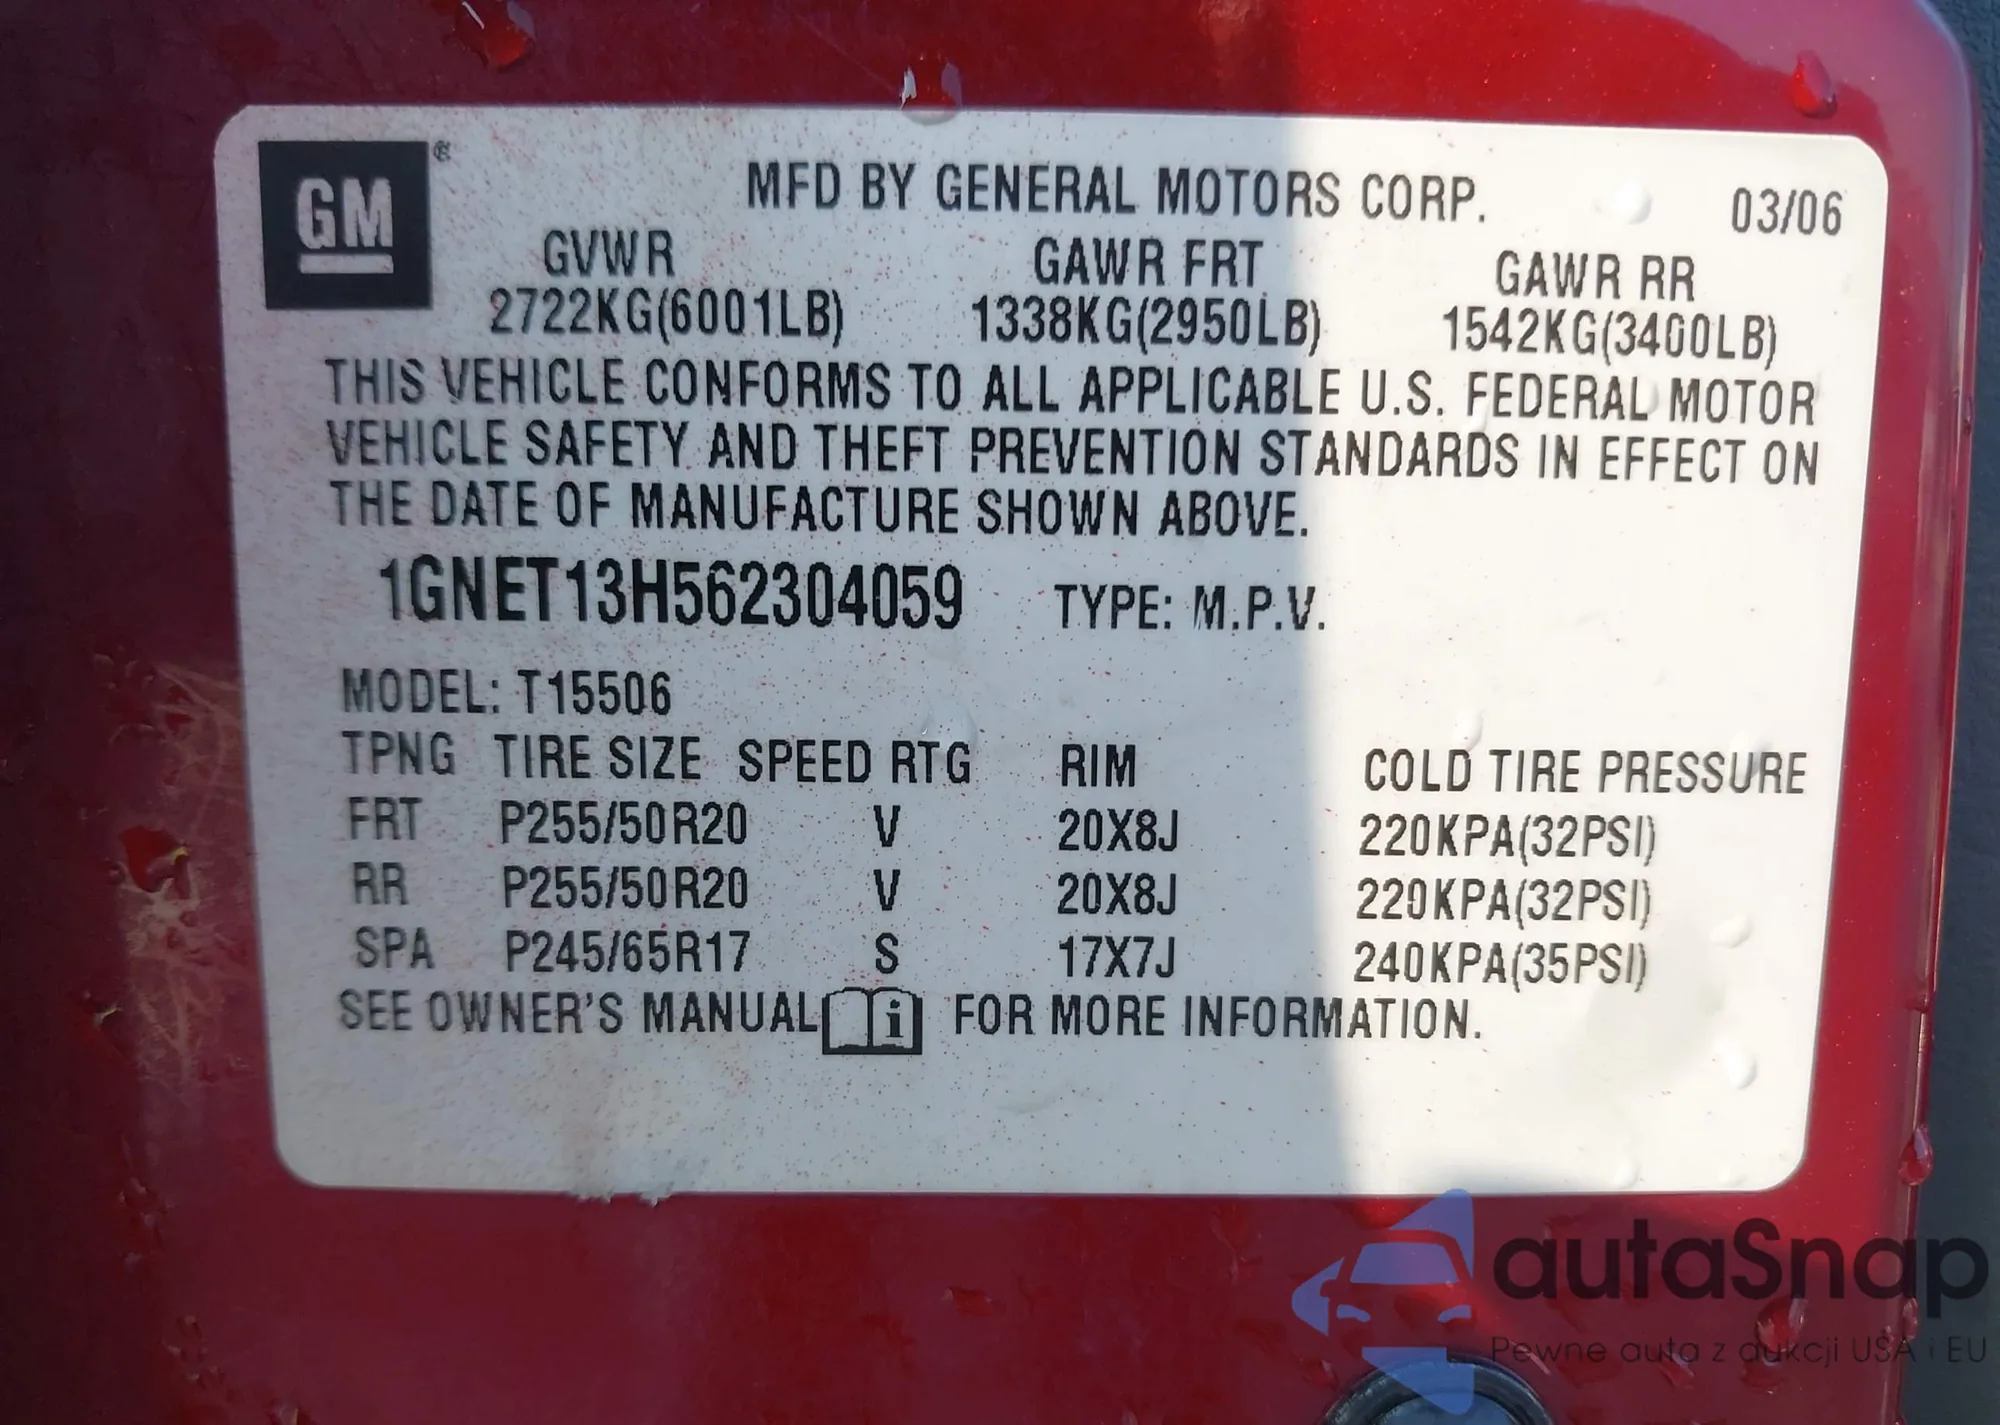 GM
MFD BY GENERAL MOTORS CORP. 03/06
GVWR GAWR FRT GAWR RR
2722KG(6001LB) 1338KG(2950LB) 1542KG(3400LB)
THIS VEHICLE CONFORMS TO ALL APPLICABLE U.S. FEDERAL MOTOR
VEHICLE SAFETY AND THEFT PREVENTION STANDARDS IN EFFECT ON
THE DATE OF MANUFACTURE SHOWN ABOVE.
1GNET13H562304059 TYPE: M.P.V.
MODEL: T15506
TPNG TIRE SIZE SPEED RTG RIM COLD TIRE PRESSURE
FRT P255/50R20 V 20X8J 220KPA(32PSI)
RR P255/50R20 V 20X8J 220KPA(32PSI)
SPA P245/65R17 S 17X7J 240KPA(35PSI)
SEE OWNER'S MANUAL i FOR MORE INFORMATION.
autaSnap
Pewne auta z aukcji USA i EU